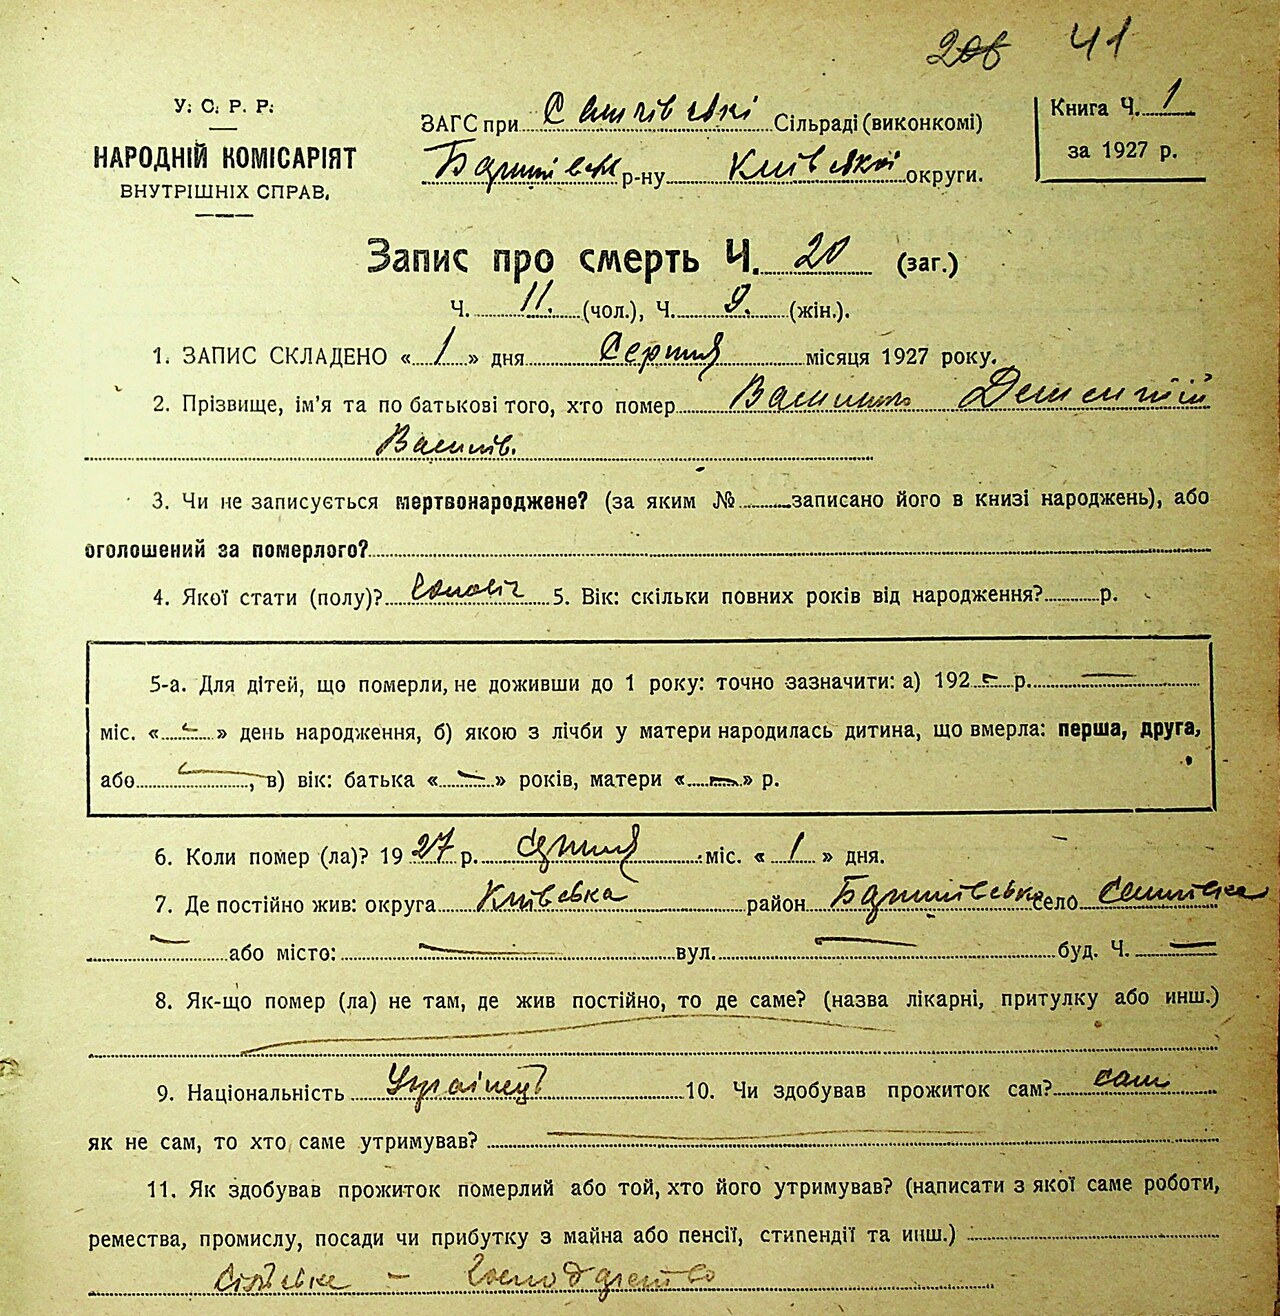 41
У. С. Р. Р.
НАРОДНІЙ КОМІСАРІЯТ
ВНУТРІШНІХ СПРАВ.
ЗАГС при Сільраді (виконкомі)
р-ну Київської округи.
Книга Ч. 1
за 1927 р.
Запис про смерть Ч. 20 (заг.)
Ч. 11. (чол.), Ч. 9. (жін.).
1. ЗАПИС СКЛАДЕНО « 1 » дня Серпня місяця 1927 року.
2. Прізвище, ім'я та по батькові того, хто помер
Васильів.
3. Чи не записується мертвонароджене? (за яким № записано його в книзі народжень), або
оголошений за померлого?
4. Якої стати (полу)? 5. Вік: скільки повних років від народження? р.
5-а. Для дітей, що померли, не доживши до 1 року: точно зазначити: а) 192 - р. —
міс. « - » день народження, б) якою з лічби у матери народилась дитина, що вмерла: перша, друга,
або —, в) вік: батька « — » років, матери « — » р.
6. Коли помер (ла)? 1927 р. Серпня міс. « 1 » дня.
7. Де постійно жив: округа Київська район село
— або місто: — вул. — буд. Ч. —
8. Як-що помер (ла) не там, де жив постійно, то де саме? (назва лікарні, притулку або инш.)
9. Національність Українец 10. Чи здобував прожиток сам? сам
як не сам, то хто саме утримував? —
11. Як здобував прожиток померлий або той, хто його утримував? (написати з якої саме роботи,
ремества, промислу, посади чи прибутку з майна або пенсії, стипендії та инш.)
Сільське - Господарство